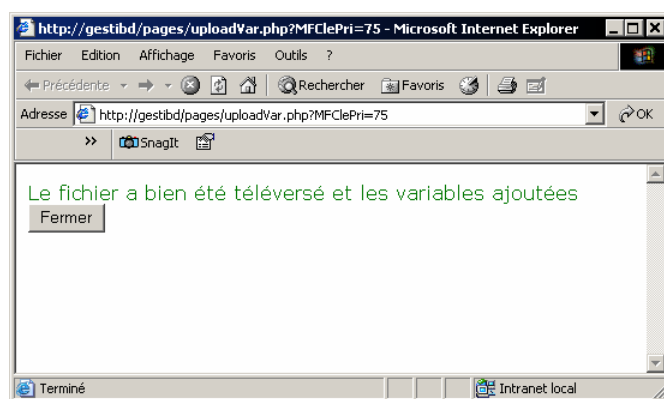 http://gestibd/pages/uploadVar.php?MFClePri=75 - Microsoft Internet Explorer
Fichier Edition Affichage Favoris Outils ?
Précédente Rechercher Favoris
Adresse http://gestibd/pages/uploadVar.php?MFClePri=75 OK
» SnagIt
Le fichier a bien été téléversé et les variables ajoutées
Fermer
Terminé Intranet local